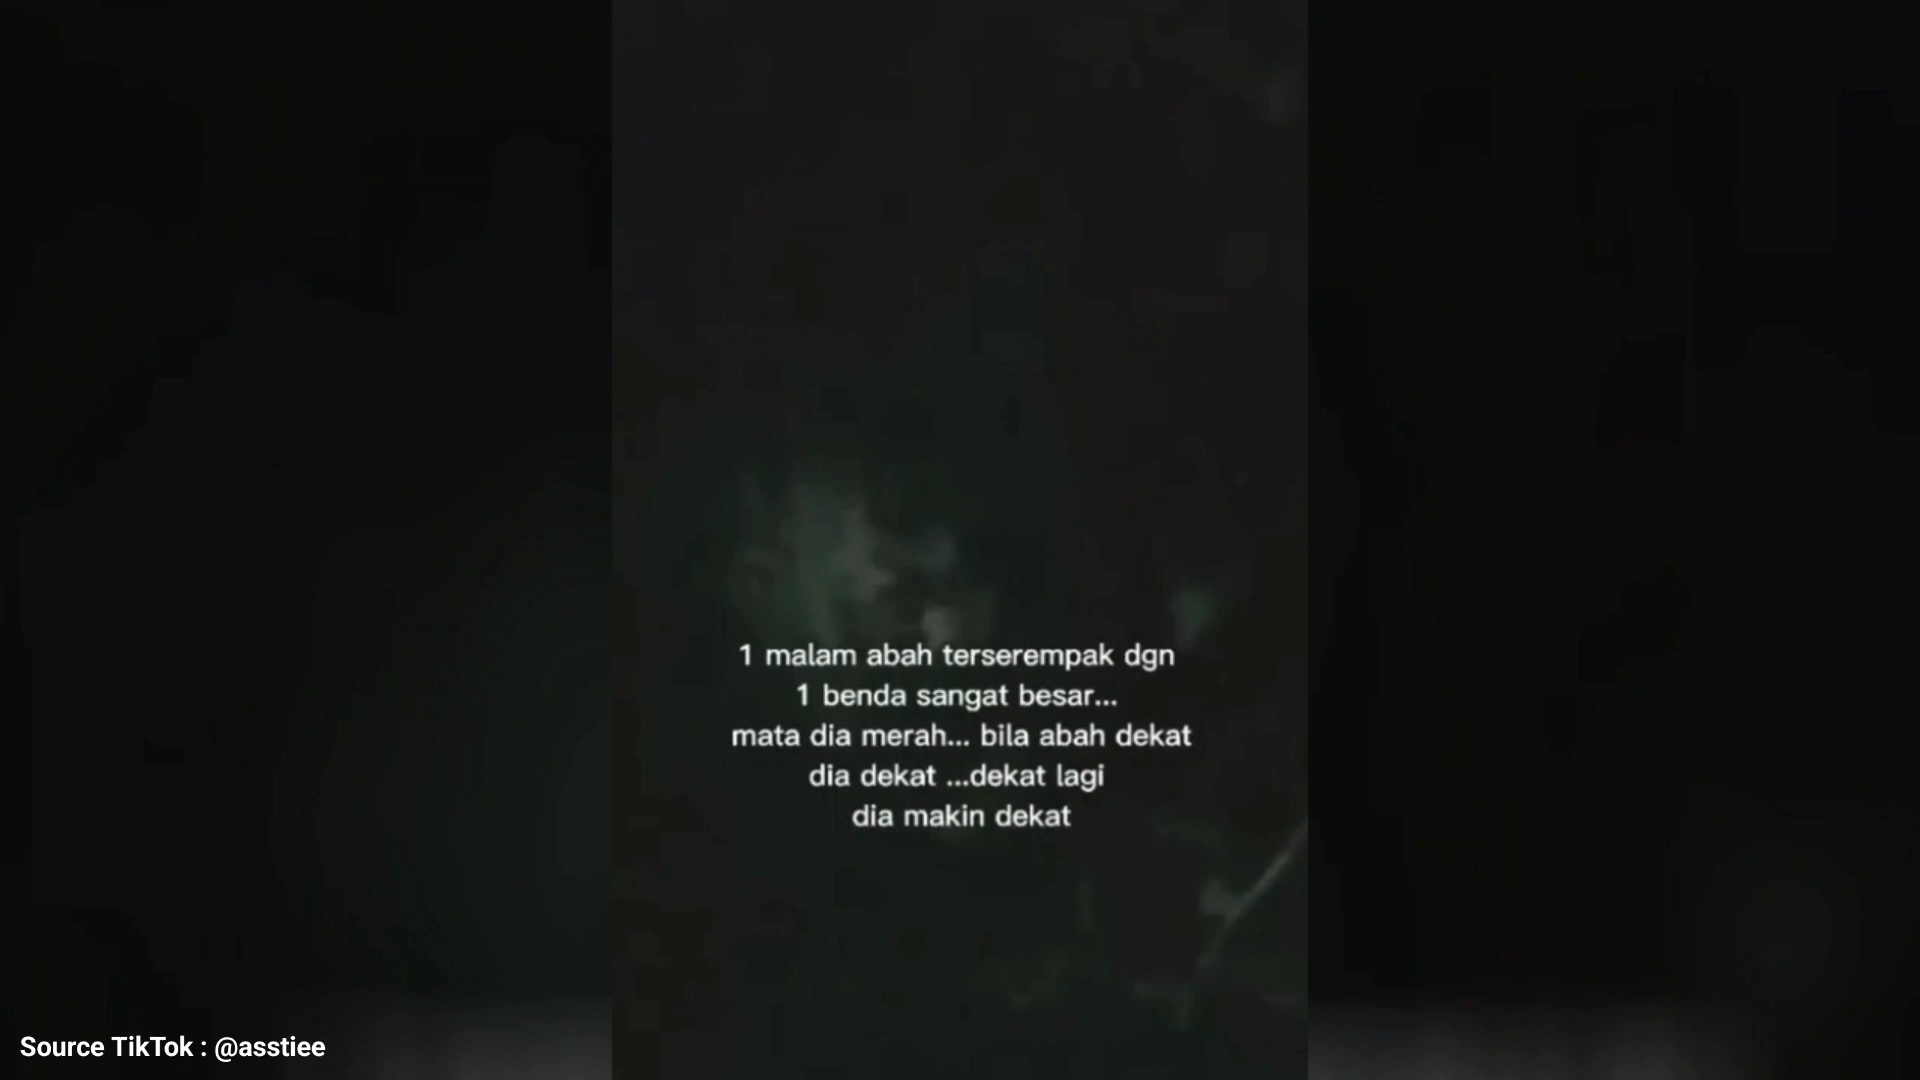 1 malam abah terserempak dgn
1 benda sangat besar...
mata dia merah... bila abah dekat
dia dekat ...dekat lagi
dia makin dekat
Source TikTok : @asstiee